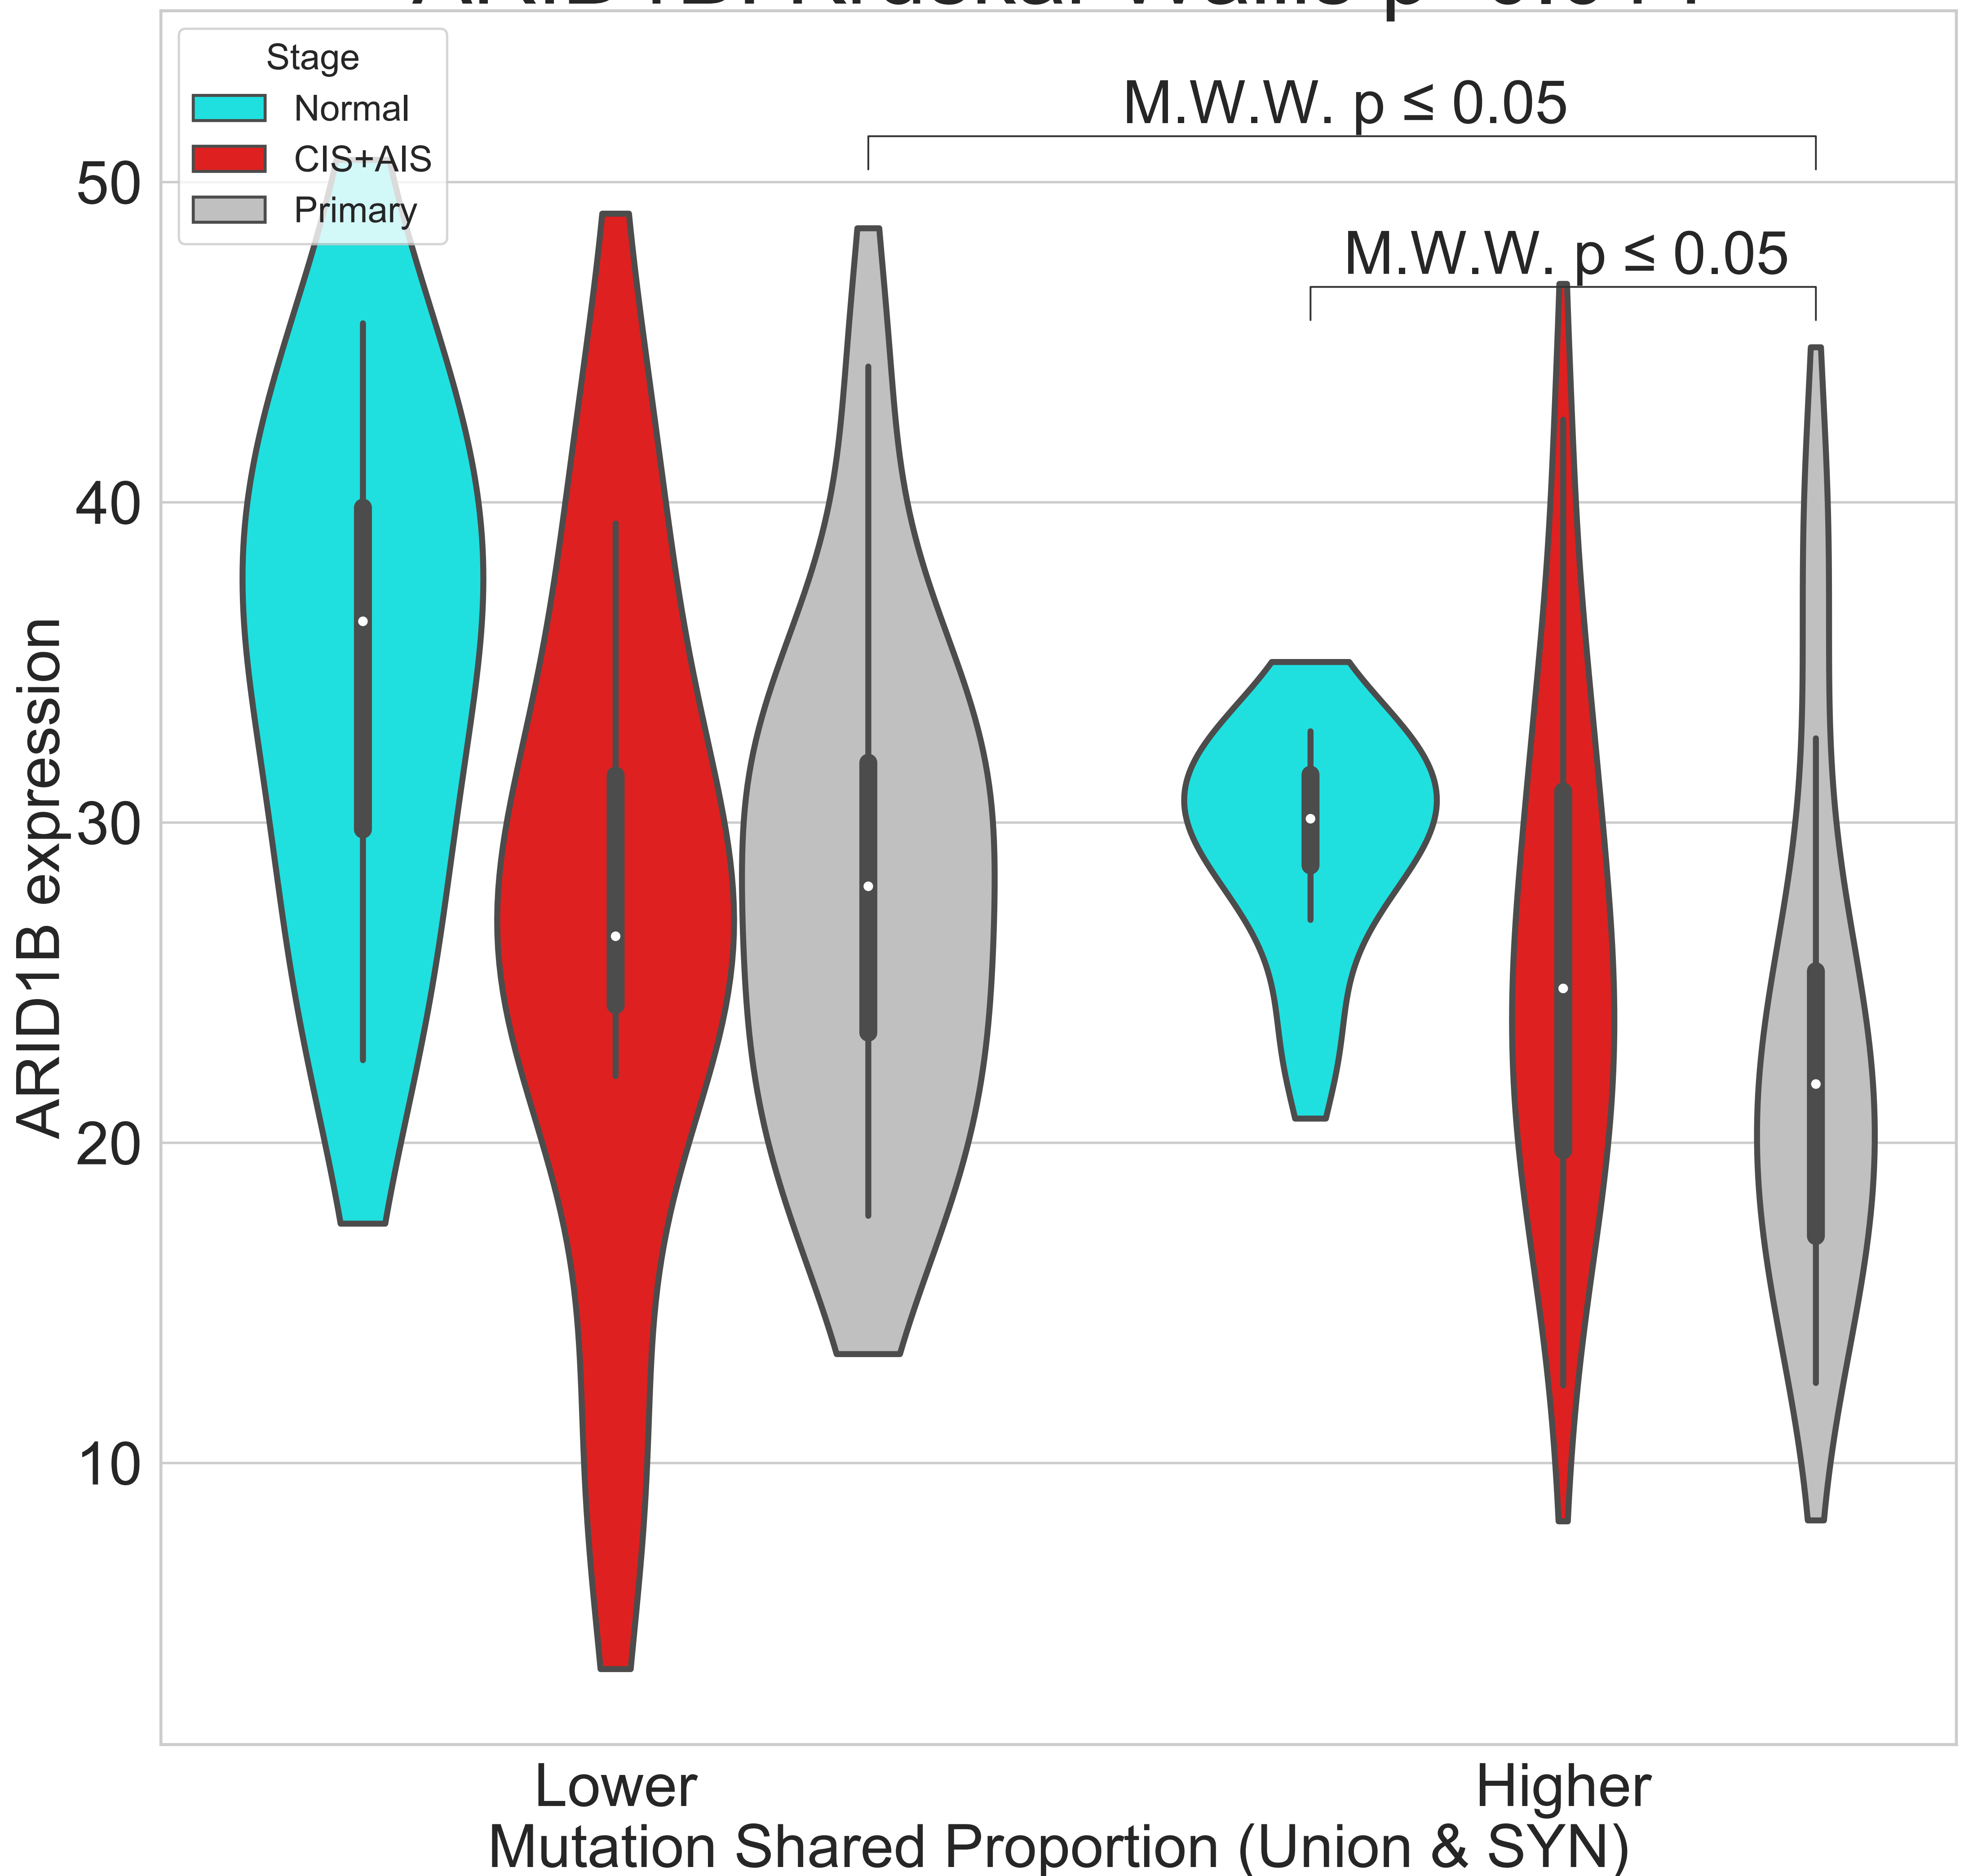 Stage
Normal
CIS+AIS
Primary
M.W.W. p ≤ 0.05
M.W.W. p ≤ 0.05
50
40
30
20
10
ARID1B expression
Lower
Higher
Mutation Shared Proportion (Union & SYN)